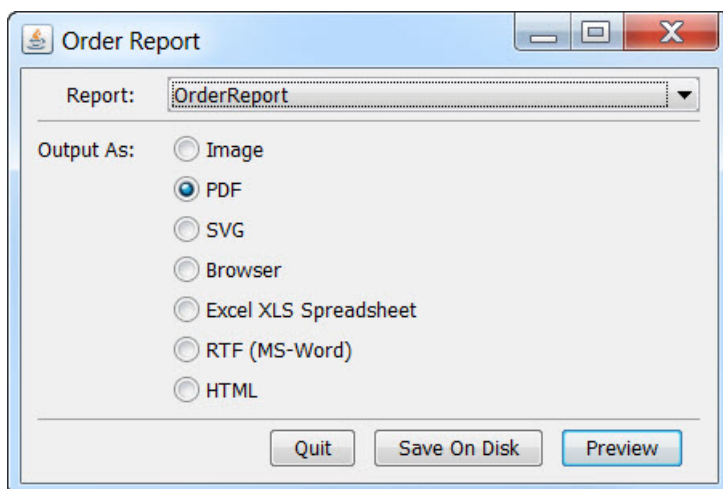 Order Report
Report: OrderReport
Output As: Image
PDF
SVG
Browser
Excel XLS Spreadsheet
RTF (MS-Word)
HTML
Quit Save On Disk Preview